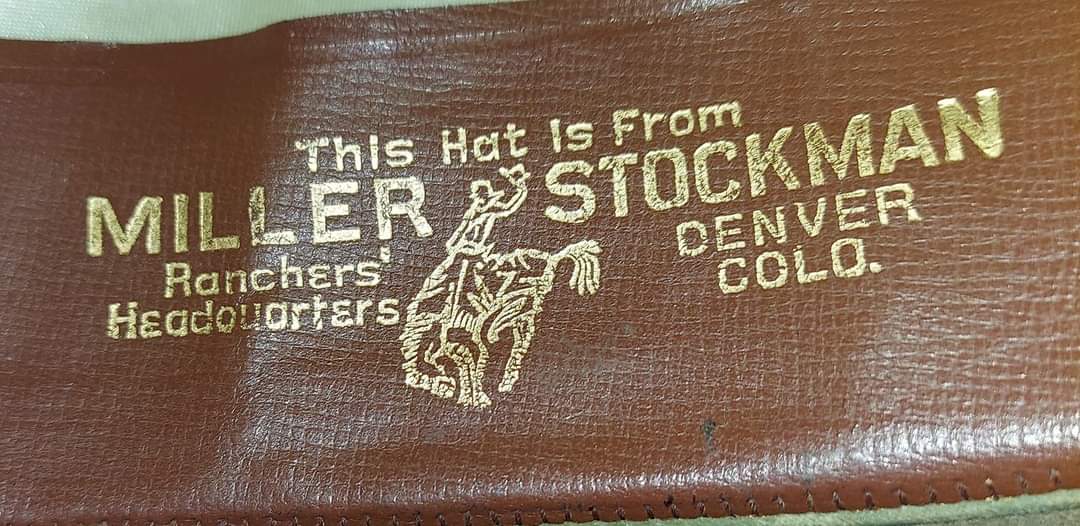 This Hat Is From
MILLER STOCKMAN
Ranchers'
Headquarters
DENVER
COLO.